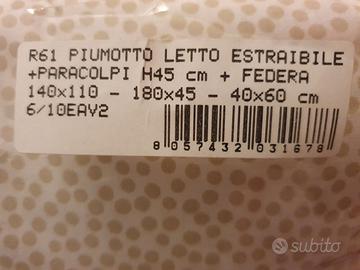 R61 PIUMOTTO LETTO ESTRAIBILE
+PARACOLPI H45 cm + FEDERA
140x110 - 180x45 - 40x60 cm
6/10EAV2
8 057432 031678
subito